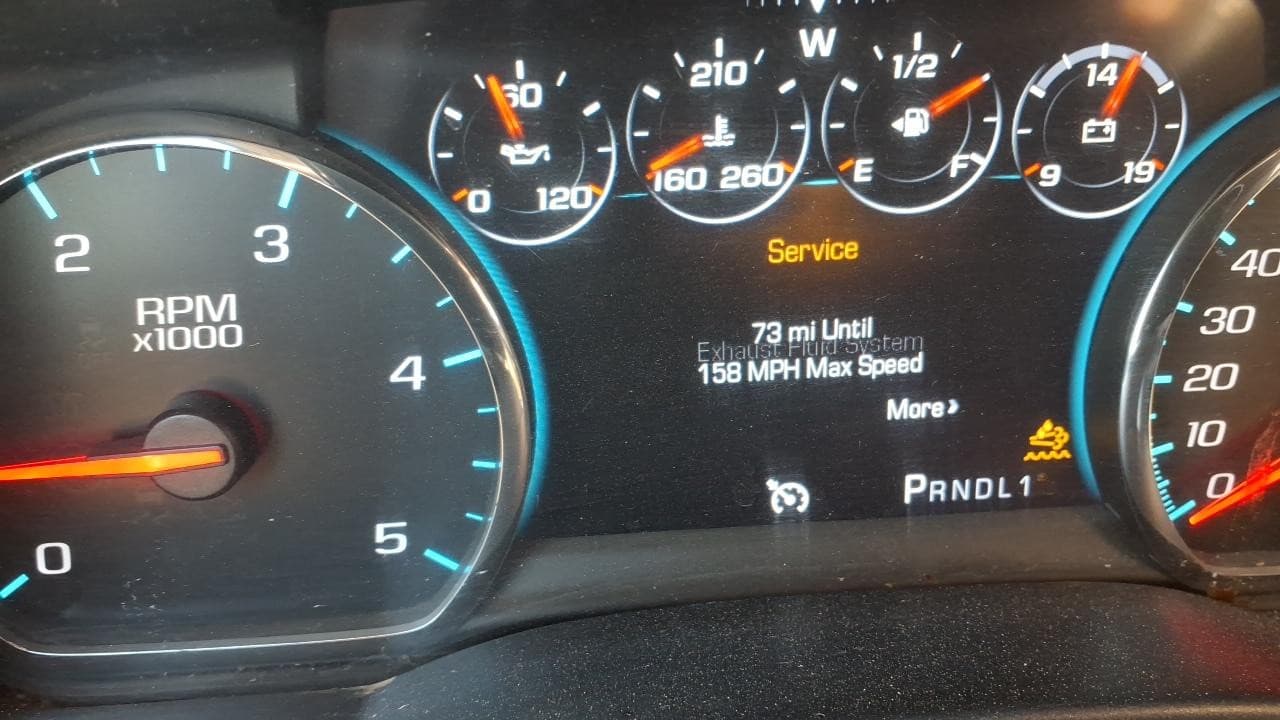 W
60
0 120
210
160 260
1/2
E F
14
9 19
Service
73 mi Until
Exhaust Fluid System
158 MPH Max Speed
More›
PRNDL1
2
3
RPM
x1000
4
5
0
40
30
20
10
0